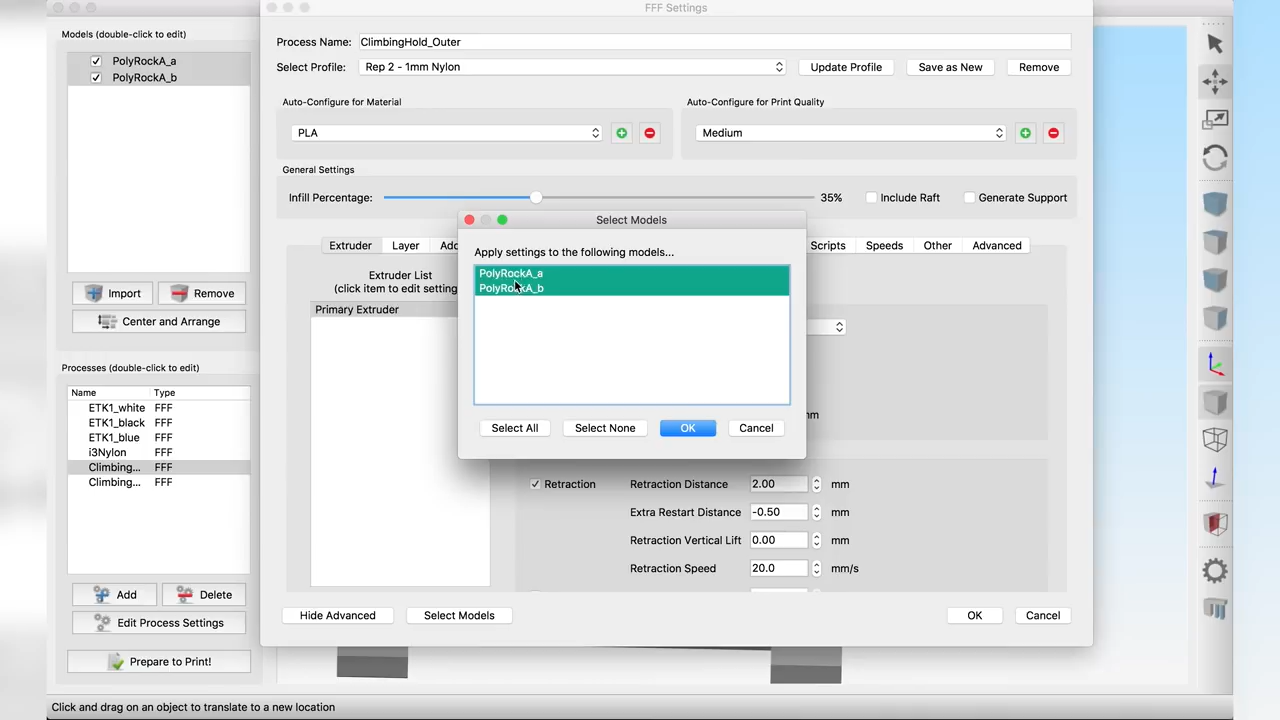 FFF Settings
Models (double-click to edit)
PolyRockA_a
PolyRockA_b
Import
Remove
Center and Arrange
Processes (double-click to edit)
Name Type
ETK1_white FFF
ETK1_black FFF
ETK1_blue FFF
i3Nylon FFF
Climbing... FFF
Climbing... FFF
Add
Delete
Edit Process Settings
Prepare to Print!
Process Name: ClimbingHold_Outer
Select Profile: Rep 2 - 1mm Nylon Update Profile Save as New Remove
Auto-Configure for Material
PLA
Auto-Configure for Print Quality
Medium
General Settings
Infill Percentage: 35% Include Raft Generate Support
Extruder Layer Scripts Speeds Other Advanced
Extruder List
(click item to edit setting
Primary Extruder
Select Models
Apply settings to the following models...
PolyRockA_a
PolyRockA_b
Select All Select None OK Cancel
Retraction Retraction Distance 2.00 mm
Extra Restart Distance -0.50 mm
Retraction Vertical Lift 0.00 mm
Retraction Speed 20.0 mm/s
Hide Advanced Select Models OK Cancel
Click and drag on an object to translate to a new location